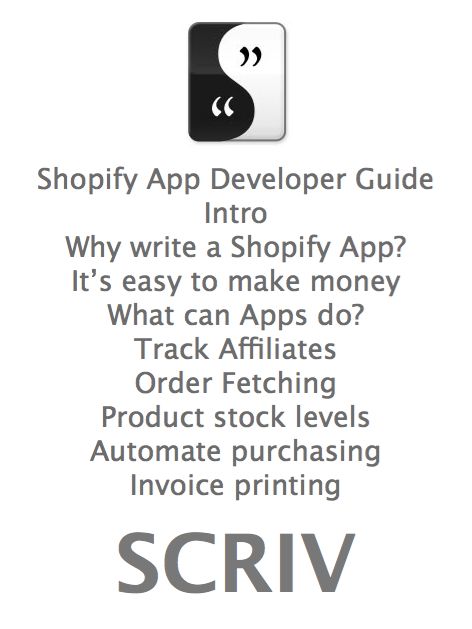 ”
“
Shopify App Developer Guide
Intro
Why write a Shopify App?
It’s easy to make money
What can Apps do?
Track Affiliates
Order Fetching
Product stock levels
Automate purchasing
Invoice printing
SCRIV